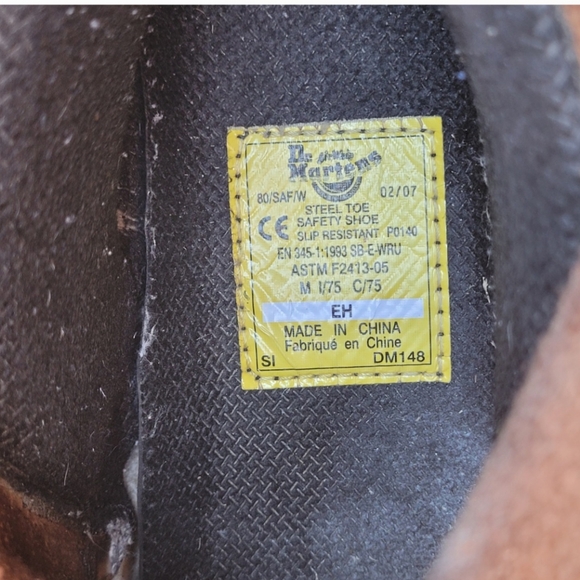 Dr.
Martens
80/SAF/W 02/07
STEEL TOE
CE SAFETY SHOE
SLIP RESISTANT P0140
EN 345-1:1993 SB-E-WRU
ASTM F2413-05
M I/75 C/75
EH
MADE IN CHINA
Fabriqué en Chine
SI DM148